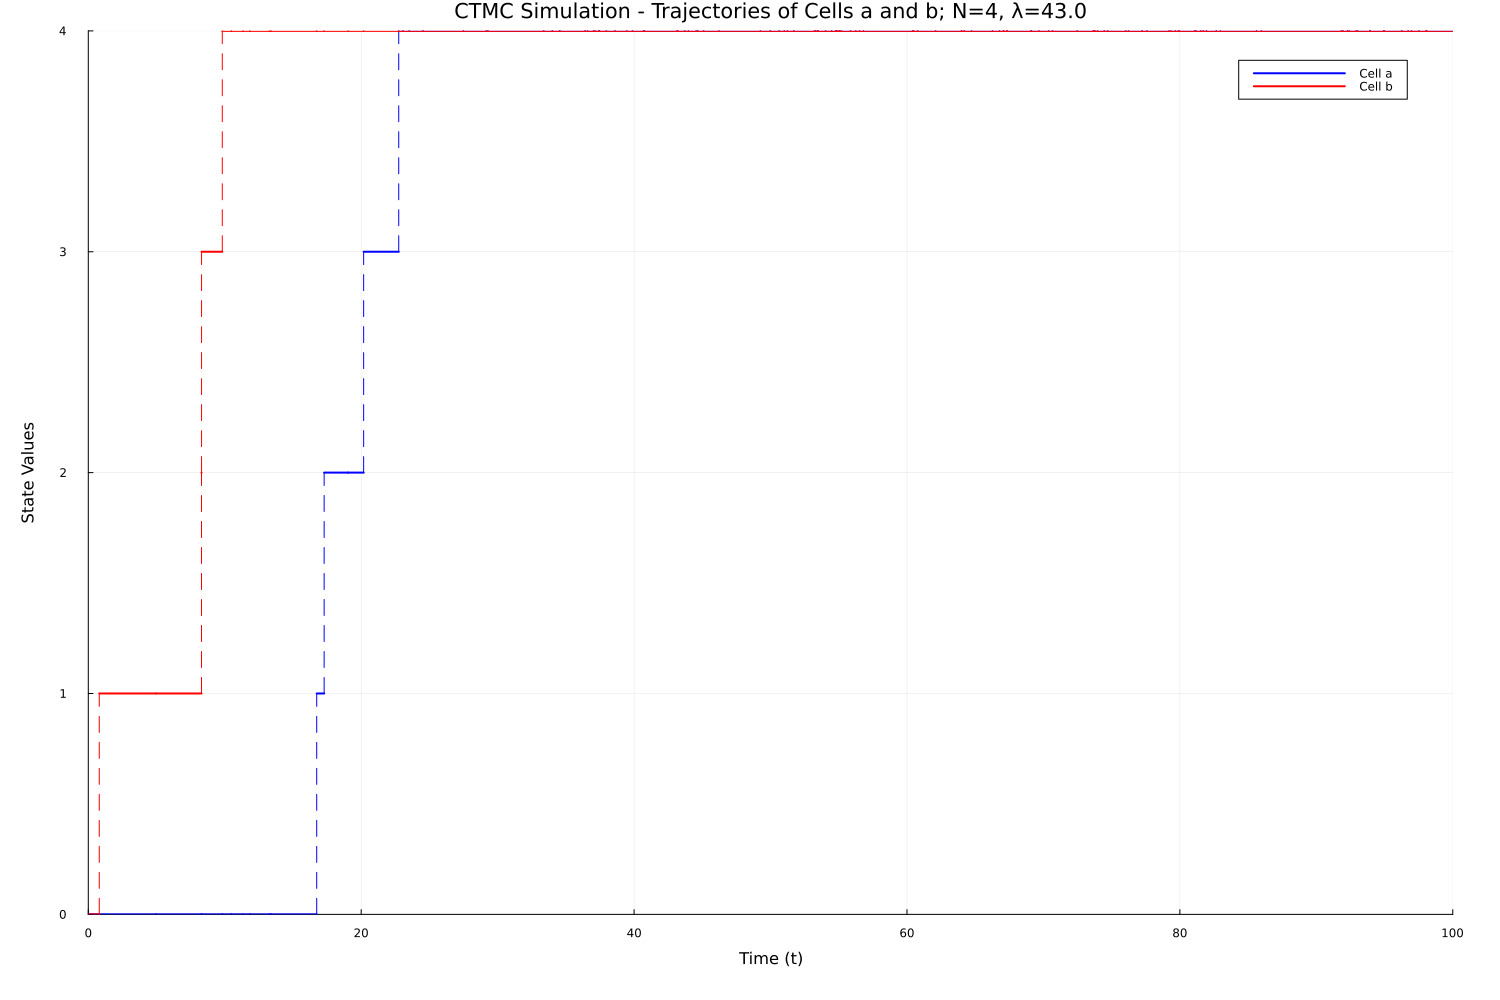 CTMC Simulation - Trajectories of Cells a and b; N=4, λ=43.0
4
Cell a
Cell b
3
State Values
2
1
0
0 20 40 60 80 100
Time (t)